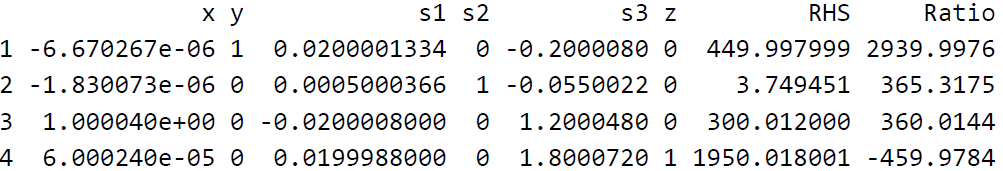 x y s1 s2 s3 z RHS Ratio
1 -6.670267e-06 1 0.0200001334 0 -0.2000080 0 449.997999 2939.9976
2 -1.830073e-06 0 0.0005000366 1 -0.0550022 0 3.749451 365.3175
3 1.000040e+00 0 -0.0200008000 0 1.2000480 0 300.012000 360.0144
4 6.000240e-05 0 0.0199988000 0 1.8000720 1 1950.018001 -459.9784